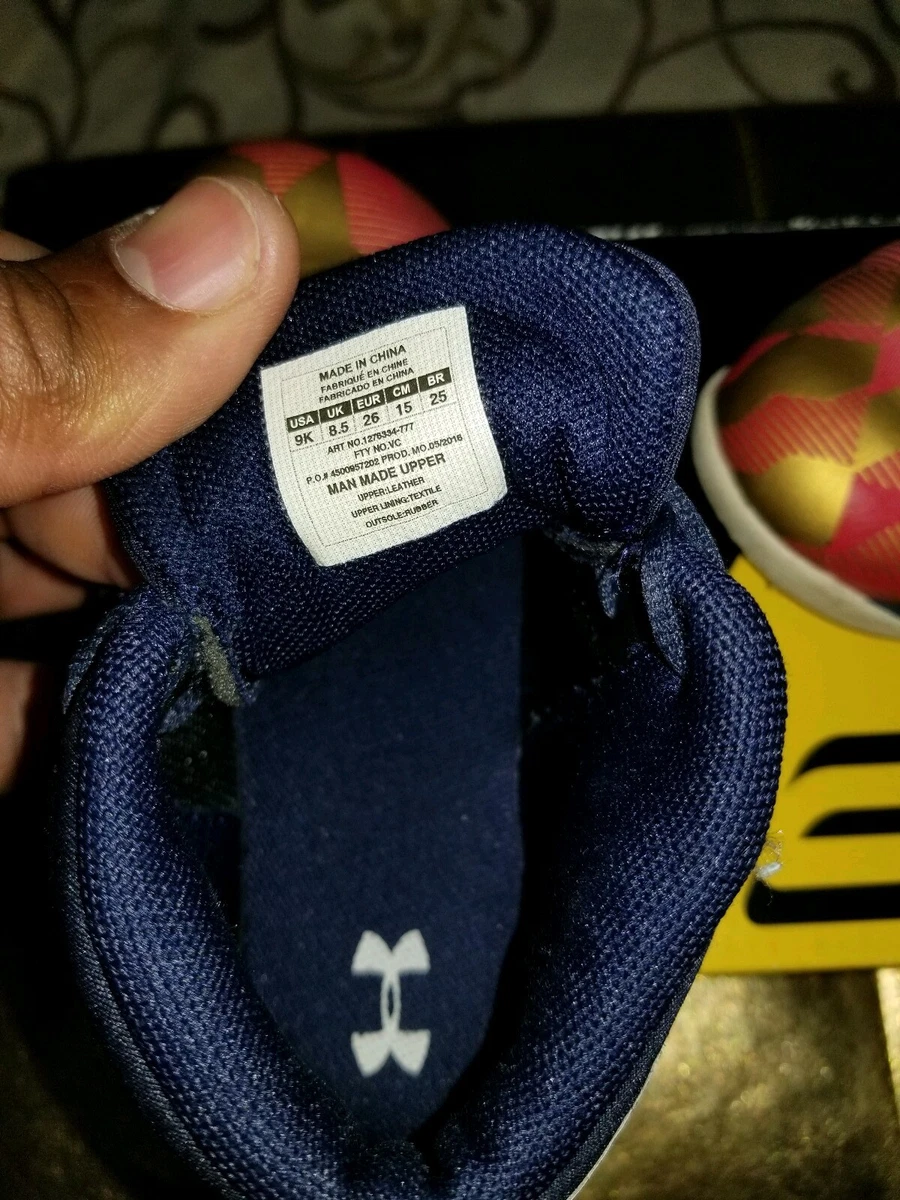 MADE IN CHINA
FABRIQUÉ EN CHINE
FABRICADO EN CHINA
USA UK EUR CM BR
9K 8.5 26 15 25
ART NO.1276334-777
FTY NO.VC
P.O.# 4500957202 PROD. MO.05/2016
MAN MADE UPPER
UPPER:LEATHER
UPPER LINING:TEXTILE
OUTSOLE:RUBBER